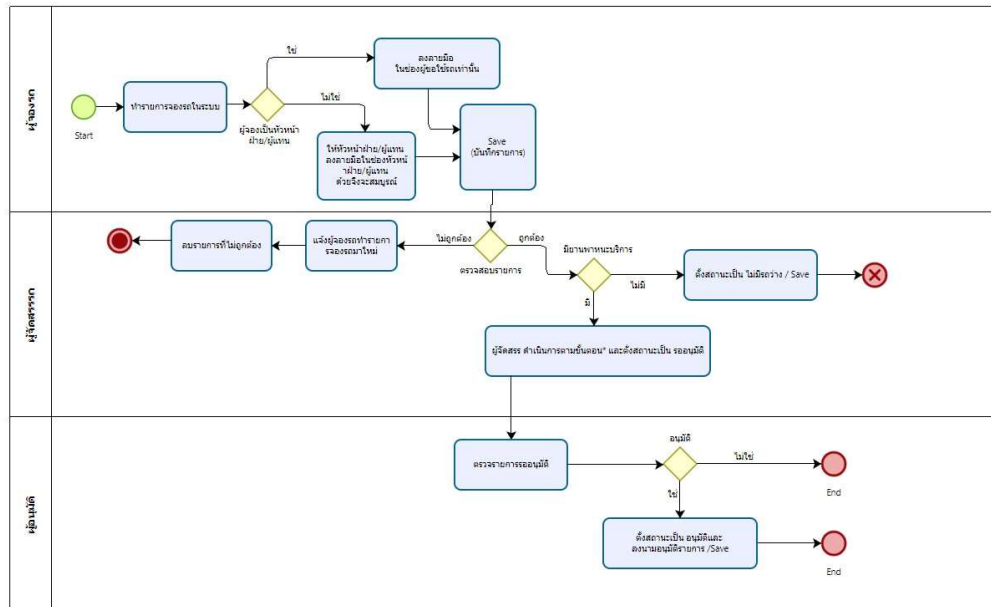 ผู้จองรถ
Start
ทำรายการจองรถในระบบ
ผู้จองเป็นหัวหน้า
ฝ่าย/ผู้แทน
ใช่
ไม่ใช่
ลงลายมือ
ในช่องผู้ขอใช้รถเท่านั้น
ให้หัวหน้าฝ่าย/ผู้แทน
ลงลายมือในช่องหัวหน้
าฝ่าย/ผู้แทน
ด้วยจึงจะสมบูรณ์
Save
(บันทึกรายการ)
ผู้จัดสรรรถ
ตรวจสอบรายการ
ไม่ถูกต้อง
ถูกต้อง
แจ้งผู้จองรถทำรายกา
รจองรถมาใหม่
ลบรายการที่ไม่ถูกต้อง
มียานพาหนะบริการ
ไม่มี
มี
ตั้งสถานะเป็น ไม่มีรถว่าง / Save
ผู้จัดสรร ดำเนินการตามขั้นตอน* และตั้งสถานะเป็น รออนุมัติ
ผู้อนุมัติ
ตรวจรายการรออนุมัติ
อนุมัติ
ไม่ใช่
ใช่
End
ตั้งสถานะเป็น อนุมัติและ
ลงนามอนุมัติรายการ /Save
End